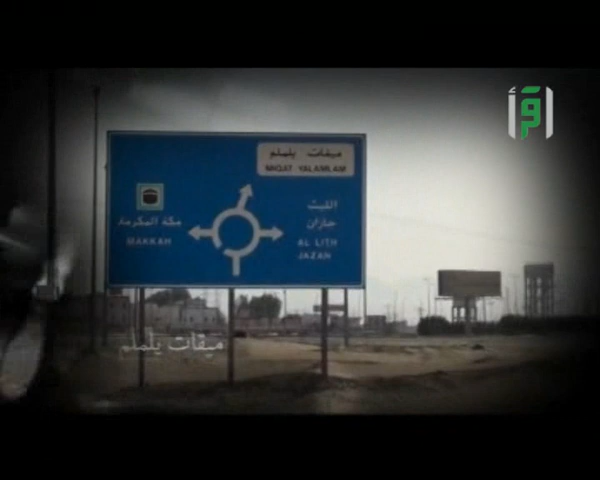 اقرأ
ميقات يلملم
MIQAT YALAMLAM
مكة المكرمة
MAKKAH
الليث
جازان
AL LITH
JAZAN
ميقات يلملم